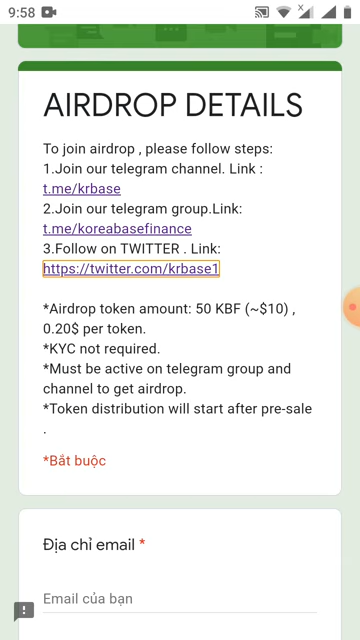 9:58
AIRDROP DETAILS
To join airdrop , please follow steps:
1.Join our telegram channel. Link :
t.me/krbase
2.Join our telegram group.Link:
t.me/koreabasefinance
3.Follow on TWITTER . Link:
https://twitter.com/krbase1
*Airdrop token amount: 50 KBF (~$10) ,
0.20$ per token.
*KYC not required.
*Must be active on telegram group and
channel to get airdrop.
*Token distribution will start after pre-sale
.
*Bắt buộc
Địa chỉ email *
Email của bạn